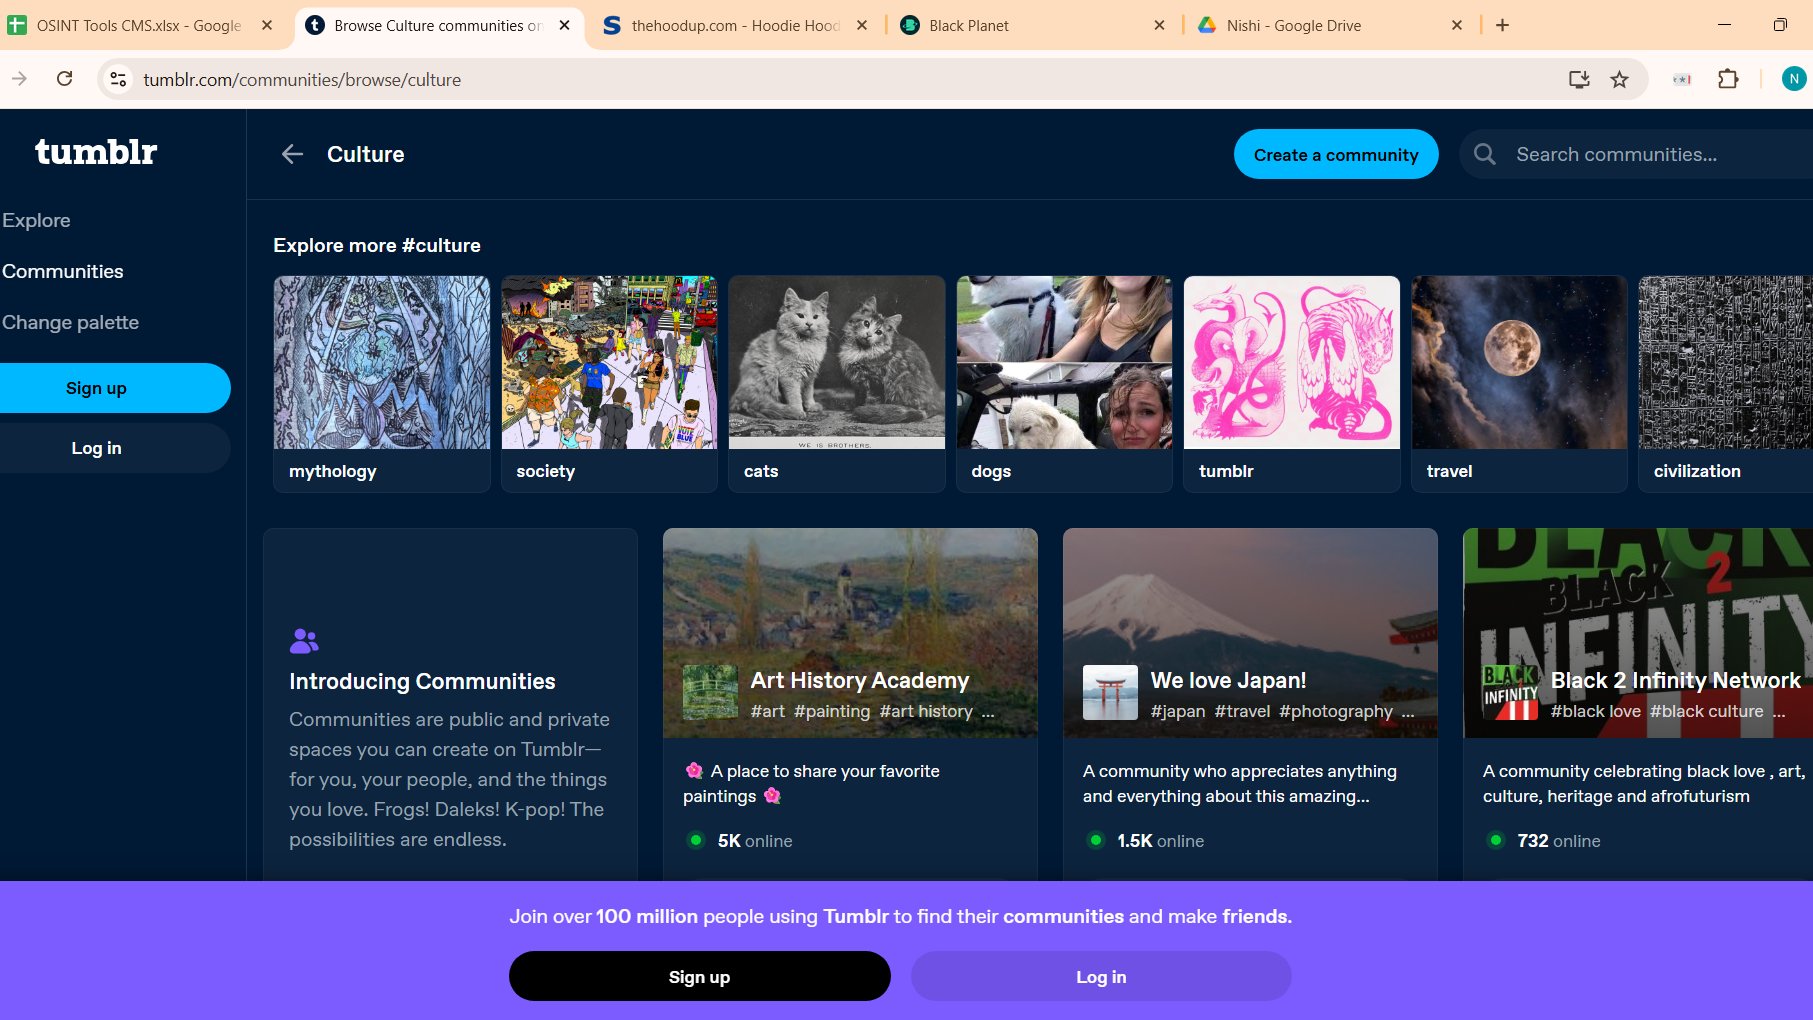 OSINT Tools CMS.xlsx - Google
Browse Culture communities on
thehoodup.com - Hoodie Hood
Black Planet
Nishi - Google Drive
tumblr.com/communities/browse/culture
N
tumblr
Culture
Create a community
Search communities...
Explore
Communities
Change palette
Sign up
Log in
Explore more #culture
WE IS BROTHERS.
mythology
society
cats
dogs
tumblr
travel
civilization
Introducing Communities
Communities are public and private
spaces you can create on Tumblr—
for you, your people, and the things
you love. Frogs! Daleks! K-pop! The
possibilities are endless.
Art History Academy
#art #painting #art history ...
🌺 A place to share your favorite
paintings 🌺
5K online
We love Japan!
#japan #travel #photography ...
A community who appreciates anything
and everything about this amazing...
1.5K online
BLACK
BLACK 2
INFINITY
BLACK
INFINITY
Black 2 Infinity Network
#black love #black culture ...
A community celebrating black love , art,
culture, heritage and afrofuturism
732 online
Join over 100 million people using Tumblr to find their communities and make friends.
Sign up
Log in